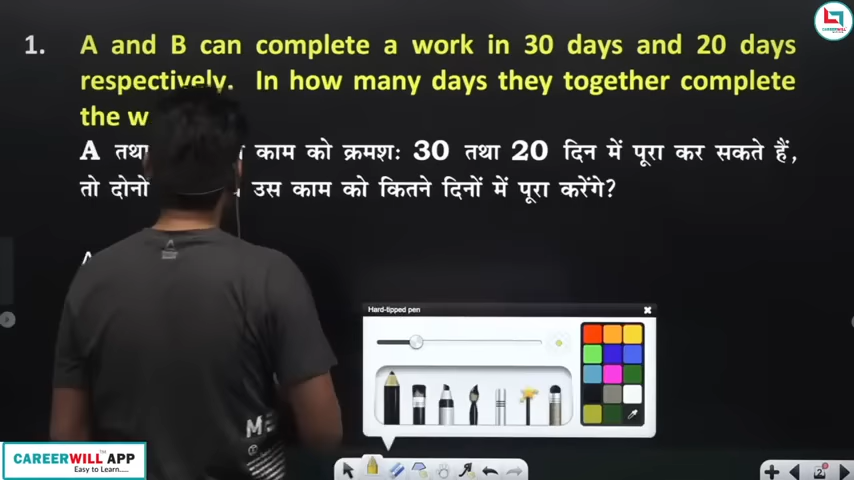 1. A and B can complete a work in 30 days and 20 days
respectively. In how many days they together complete
the w
A तथा काम को क्रमशः 30 तथा 20 दिन में पूरा कर सकते हैं,
तो दोनों उस काम को कितने दिनों में पूरा करेंगे?
Hard-tipped pen
CAREERWILL APP
Easy to Learn.....